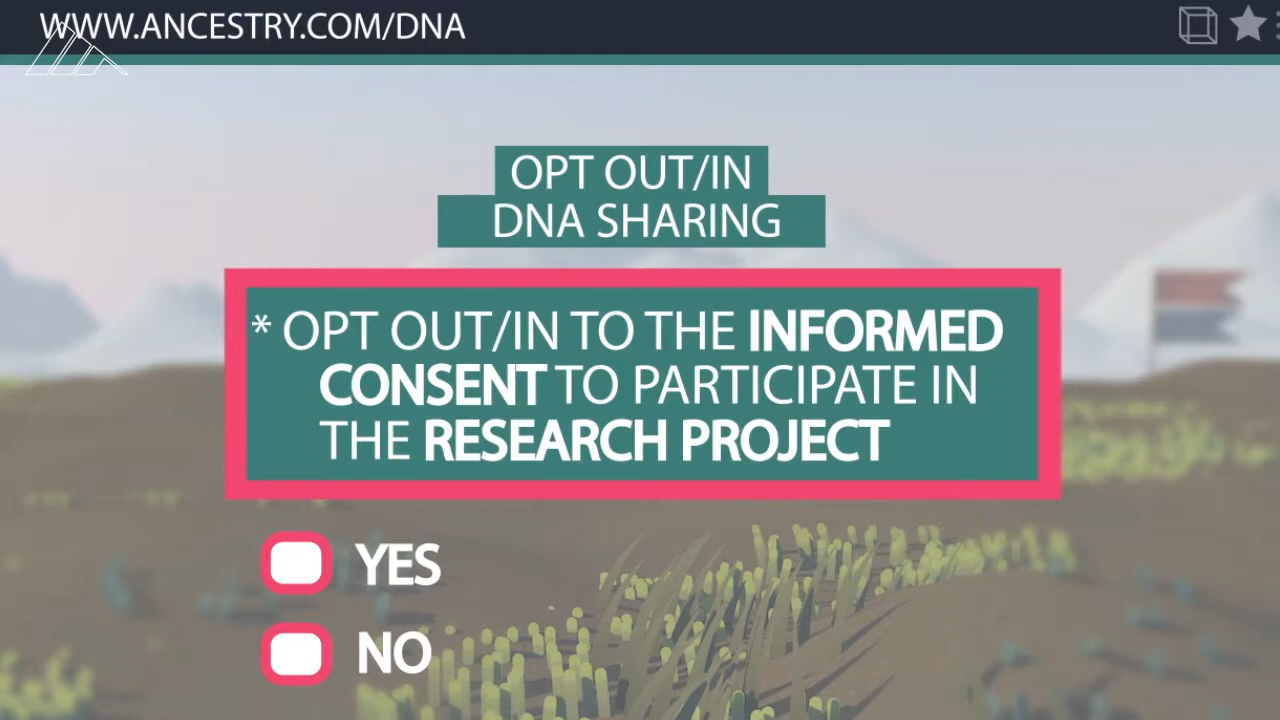 WWW.ANCESTRY.COM/DNA
OPT OUT/IN
DNA SHARING
* OPT OUT/IN TO THE INFORMED
CONSENT TO PARTICIPATE IN
THE RESEARCH PROJECT
YES
NO